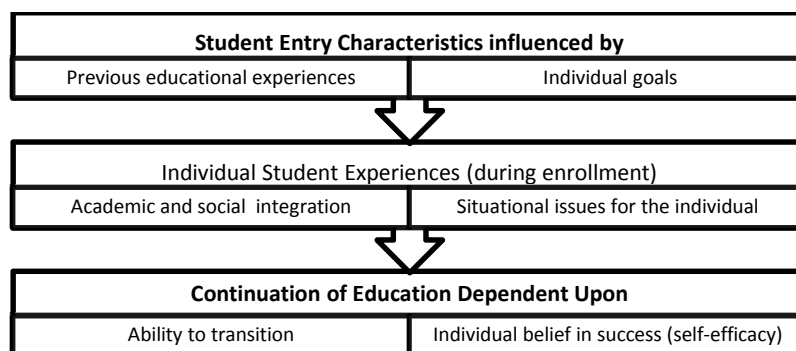 Student Entry Characteristics influenced by
Previous educational experiences
Individual goals
Individual Student Experiences (during enrollment)
Academic and social integration
Situational issues for the individual
Continuation of Education Dependent Upon
Ability to transition
Individual belief in success (self-efficacy)